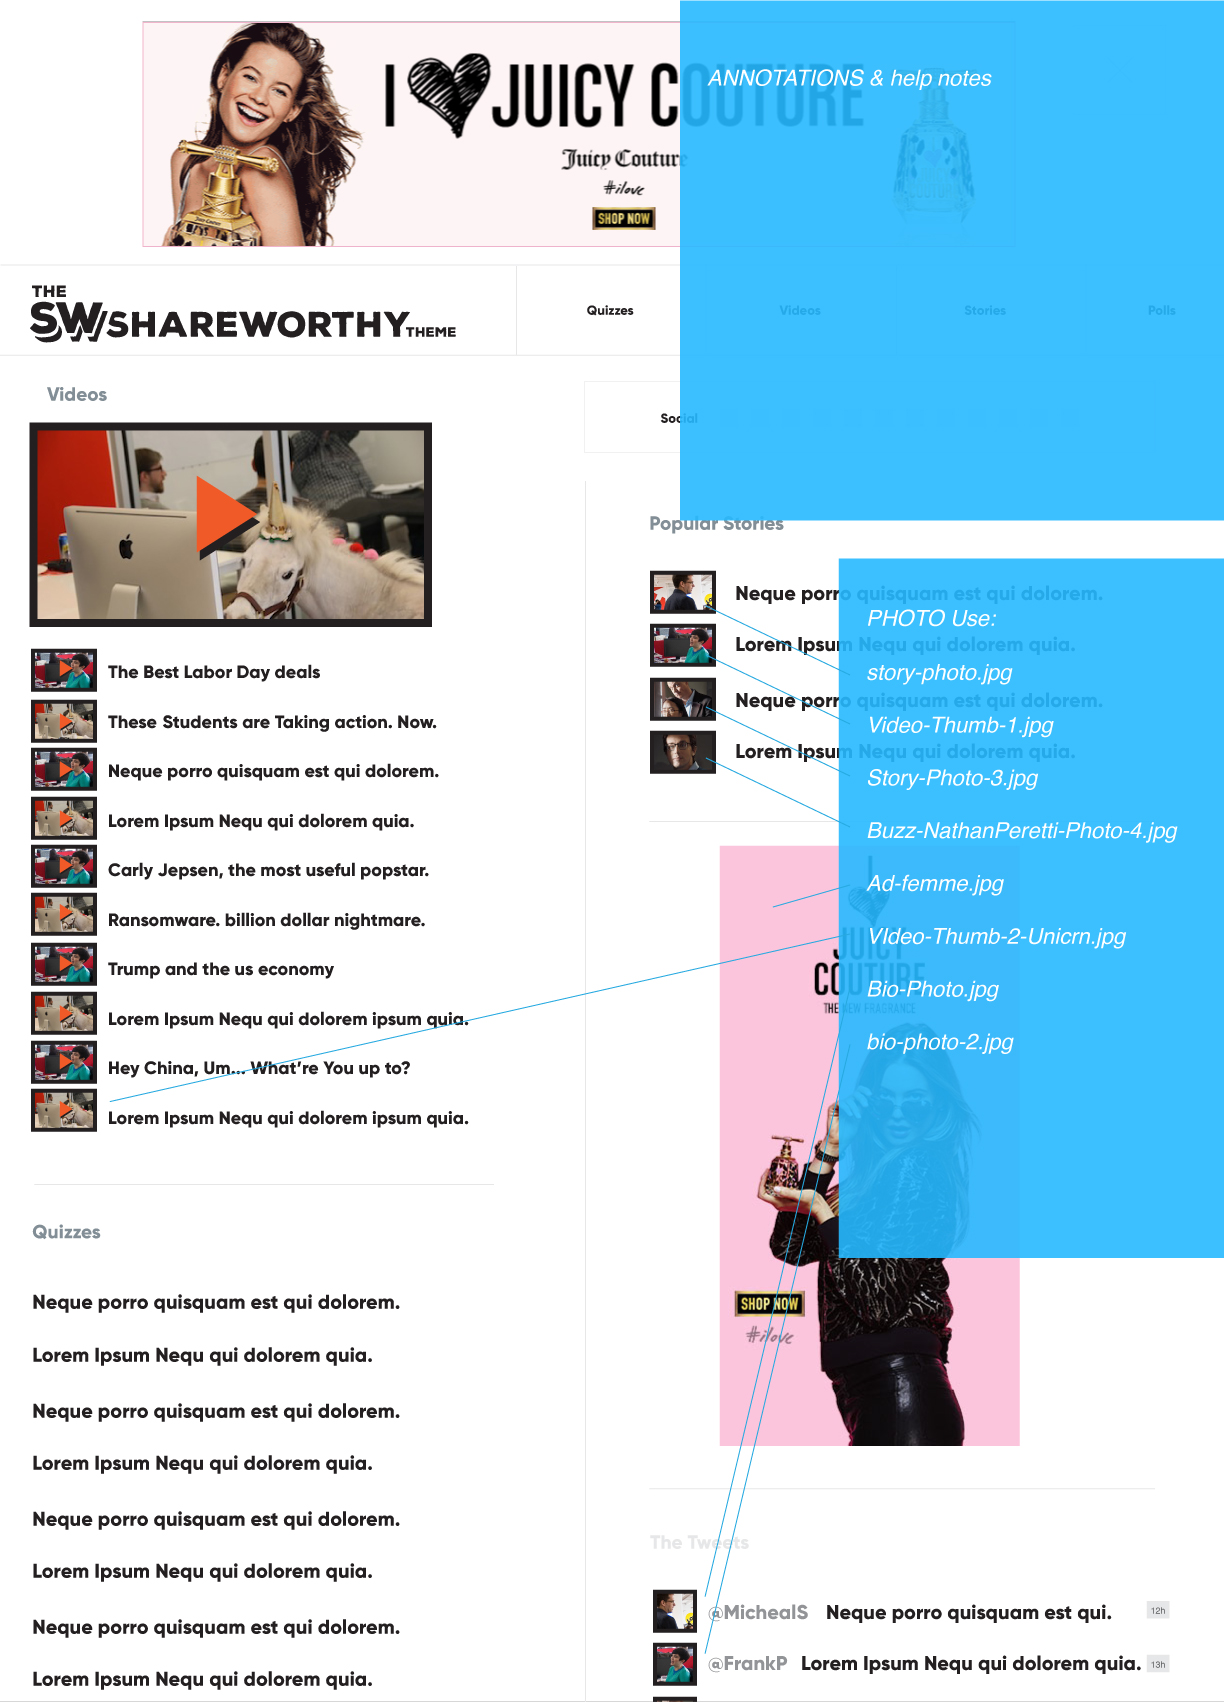 I JUICY COUTURE
Juicy Couture
#ilove
SHOP NOW
ANNOTATIONS & help notes
THE
SW SHAREWORTHY THEME
Quizzes
Videos
Stories
Polls
Videos
Social
Popular Stories
Neque porro quisquam est qui dolorem.
Lorem Ipsum Nequ qui dolorem quia.
Neque porro quisquam est qui dolorem.
Lorem Ipsum Nequ qui dolorem quia.
PHOTO Use:
story-photo.jpg
Video-Thumb-1.jpg
Story-Photo-3.jpg
Buzz-NathanPeretti-Photo-4.jpg
Ad-femme.jpg
VIdeo-Thumb-2-Unicrn.jpg
Bio-Photo.jpg
bio-photo-2.jpg
The Best Labor Day deals
These Students are Taking action. Now.
Neque porro quisquam est qui dolorem.
Lorem Ipsum Nequ qui dolorem quia.
Carly Jepsen, the most useful popstar.
Ransomware. billion dollar nightmare.
Trump and the us economy
Lorem Ipsum Nequ qui dolorem ipsum quia.
Hey China, Um... What're You up to?
Lorem Ipsum Nequ qui dolorem ipsum quia.
I
JUICY
COUTURE
THE NEW FRAGRANCE
SHOP NOW
#ilove
Quizzes
Neque porro quisquam est qui dolorem.
Lorem Ipsum Nequ qui dolorem quia.
Neque porro quisquam est qui dolorem.
Lorem Ipsum Nequ qui dolorem quia.
Neque porro quisquam est qui dolorem.
Lorem Ipsum Nequ qui dolorem quia.
Neque porro quisquam est qui dolorem.
Lorem Ipsum Nequ qui dolorem quia.
The Tweets
@MichealS Neque porro quisquam est qui. 12h
@FrankP Lorem Ipsum Nequ qui dolorem quia. 13h